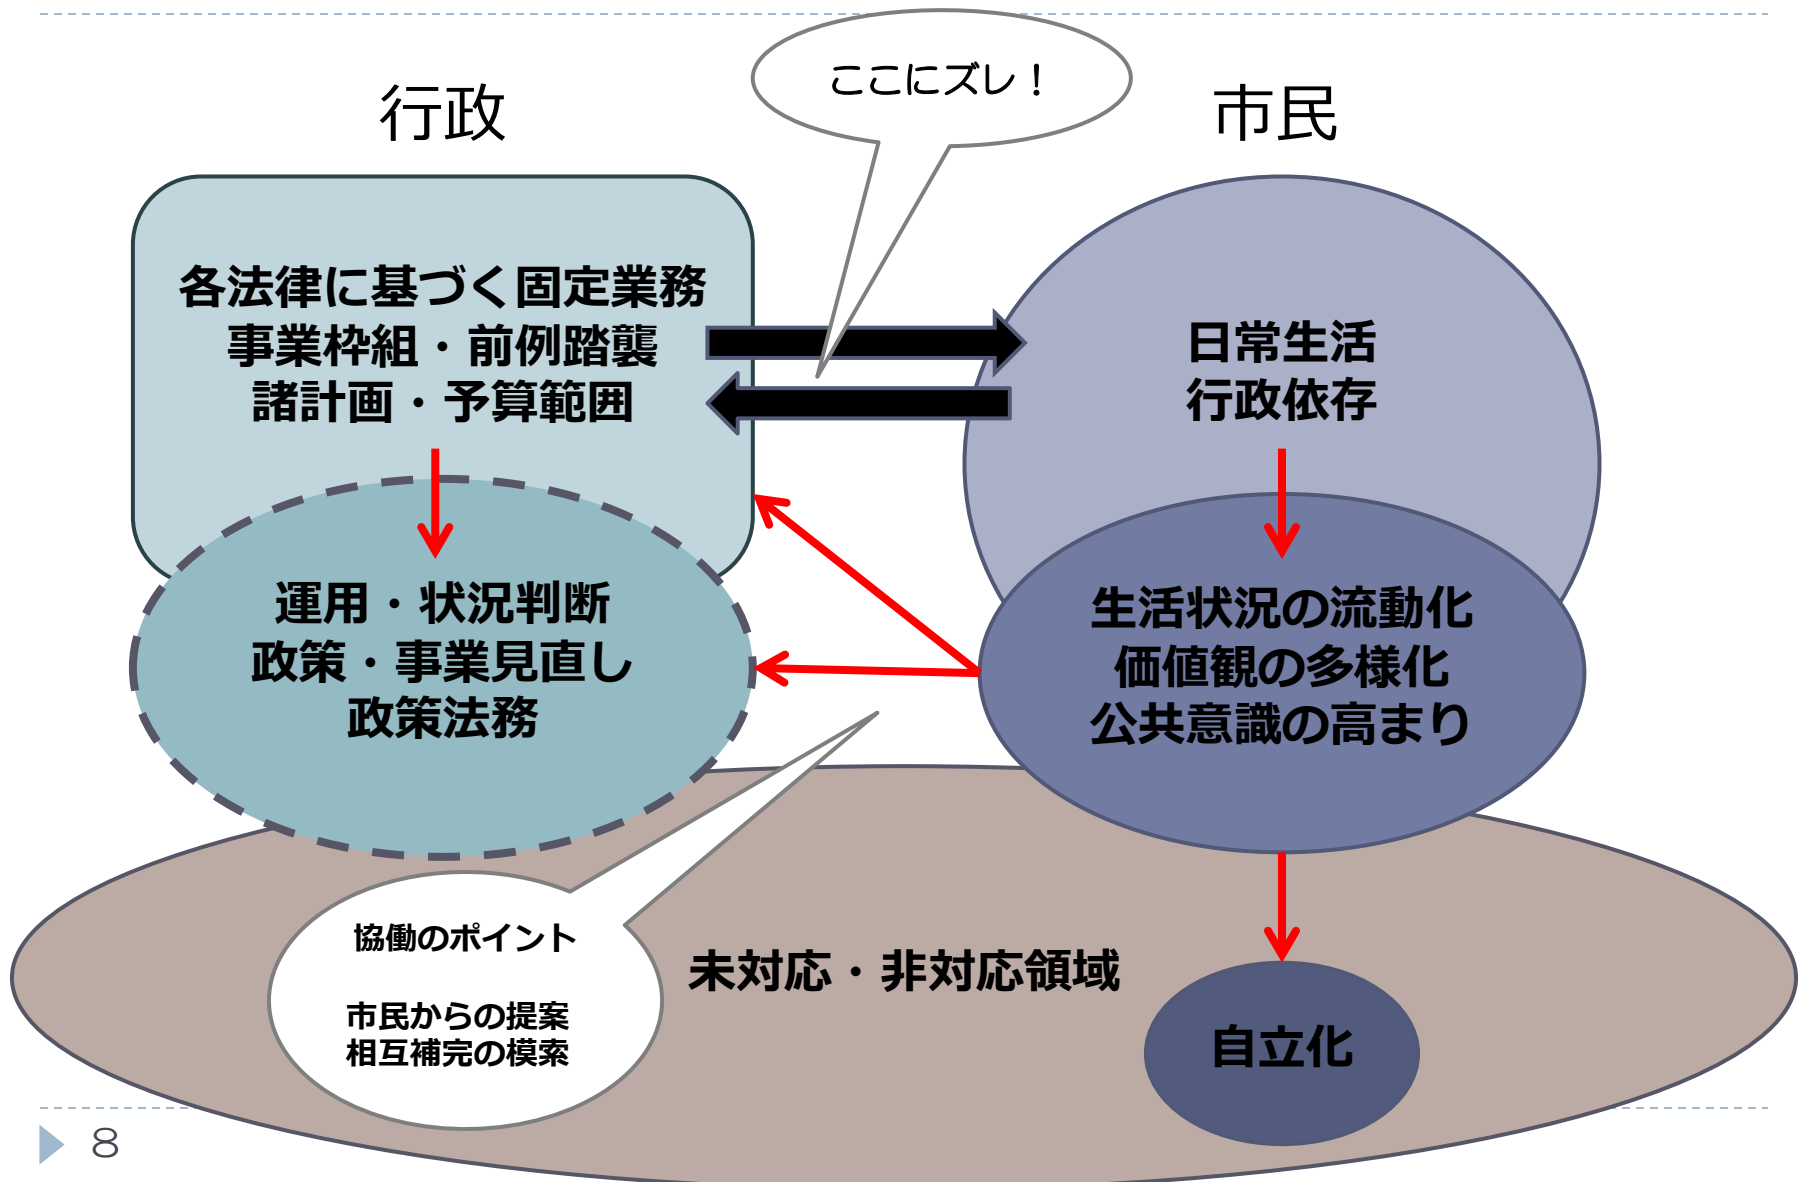 ここにズレ！
行政
市民
各法律に基づく固定業務
事業枠組・前例踏襲
諸計画・予算範囲
日常生活
行政依存
運用・状況判断
政策・事業見直し
政策法務
生活状況の流動化
価値観の多様化
公共意識の高まり
協働のポイント
市民からの提案
相互補完の模索
未対応・非対応領域
自立化
8